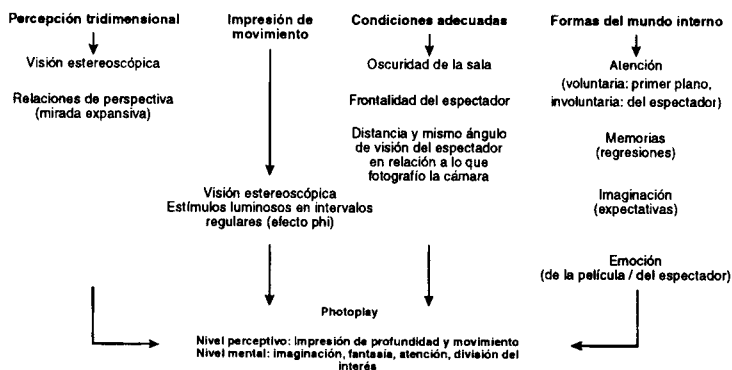 Percepción tridimensional
Visión estereoscópica
Relaciones de perspectiva
(mirada expansiva)
Impresión de
movimiento
Visión estereoscópica
Estímulos luminosos en intervalos
regulares (efecto phi)
Condiciones adecuadas
Oscuridad de la sala
Frontalidad del espectador
Distancia y mismo ángulo
de visión del espectador
en relación a lo que
fotografío la cámara
Formas del mundo interno
Atención
(voluntaria: primer plano,
involuntaria: del espectador)
Memorias
(regresiones)
Imaginación
(expectativas)
Emoción
(de la película / del espectador)
Photoplay
Nivel perceptivo: Impresión de profundidad y movimiento
Nivel mental: imaginación, fantasía, atención, división del
interés